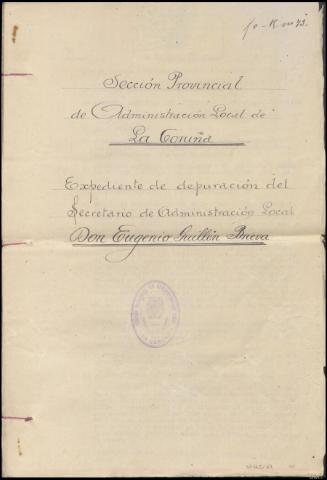 Sección Provincial
de Administración Local de
La Coruña
Expediente de depuración del
Secretario de Administración Local
Don Eugenio Guillén